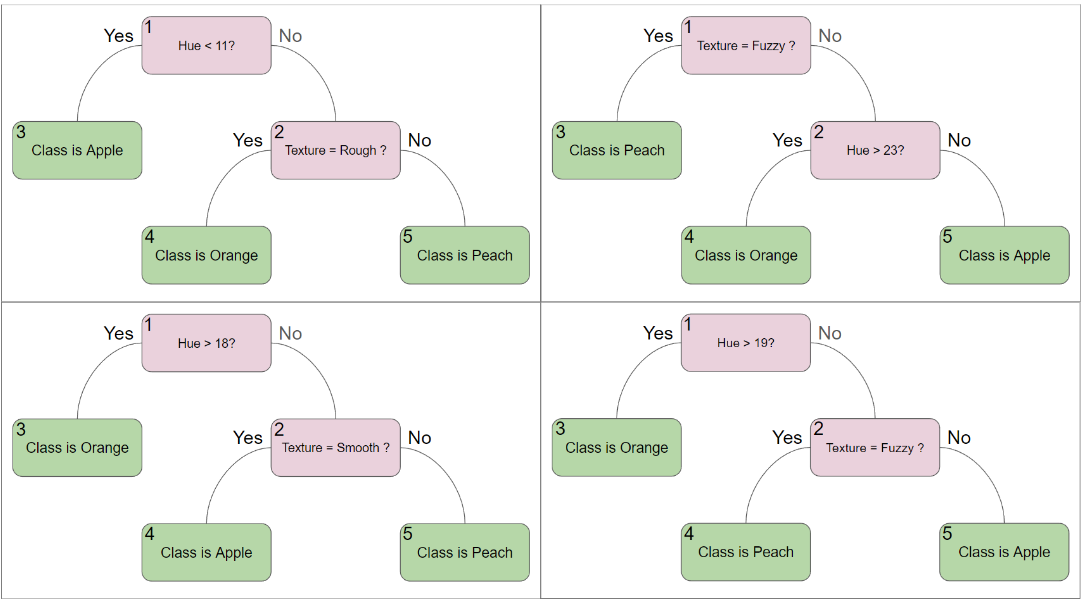 1
Yes
No
Hue < 11?
3
Class is Apple
2
Yes
No
Texture = Rough ?
4
Class is Orange
5
Class is Peach
1
Yes
No
Texture = Fuzzy ?
3
Class is Peach
2
Yes
No
Hue > 23?
4
Class is Orange
5
Class is Apple
1
Yes
No
Hue > 18?
3
Class is Orange
2
Yes
No
Texture = Smooth ?
4
Class is Apple
5
Class is Peach
1
Yes
No
Hue > 19?
3
Class is Orange
2
Yes
No
Texture = Fuzzy ?
4
Class is Peach
5
Class is Apple